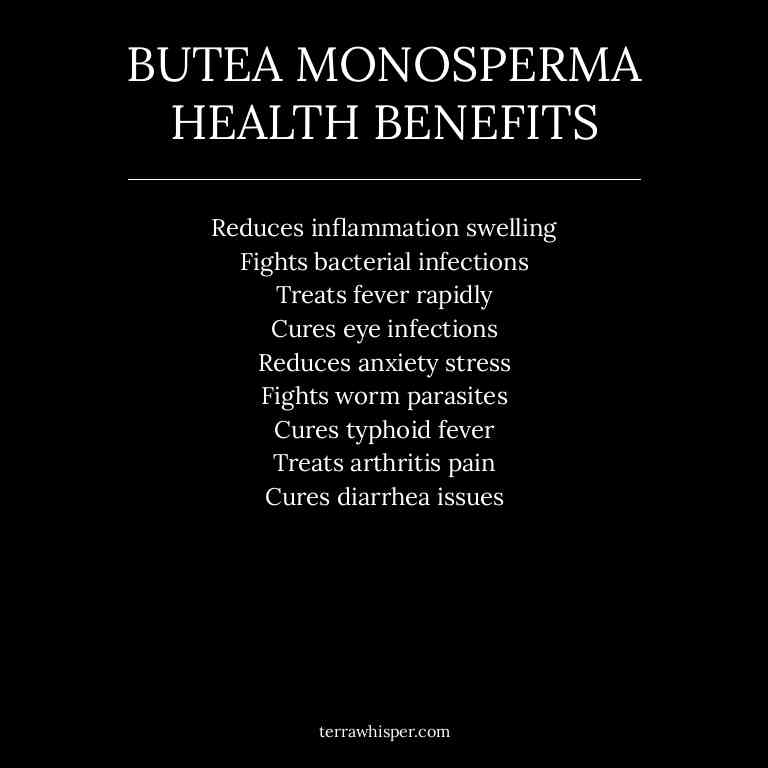 BUTEA MONOSPERMA
HEALTH BENEFITS
Reduces inflammation swelling
Fights bacterial infections
Treats fever rapidly
Cures eye infections
Reduces anxiety stress
Fights worm parasites
Cures typhoid fever
Treats arthritis pain
Cures diarrhea issues
terrawhisper.com